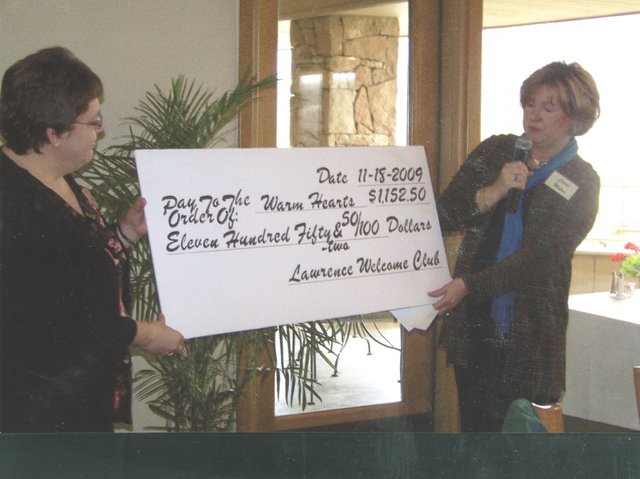 Date 11-18-2009
Pay To The
Order Of: Warm Hearts $1,152.50
Eleven Hundred Fifty & 50/100 Dollars
-two
Lawrence Welcome Club